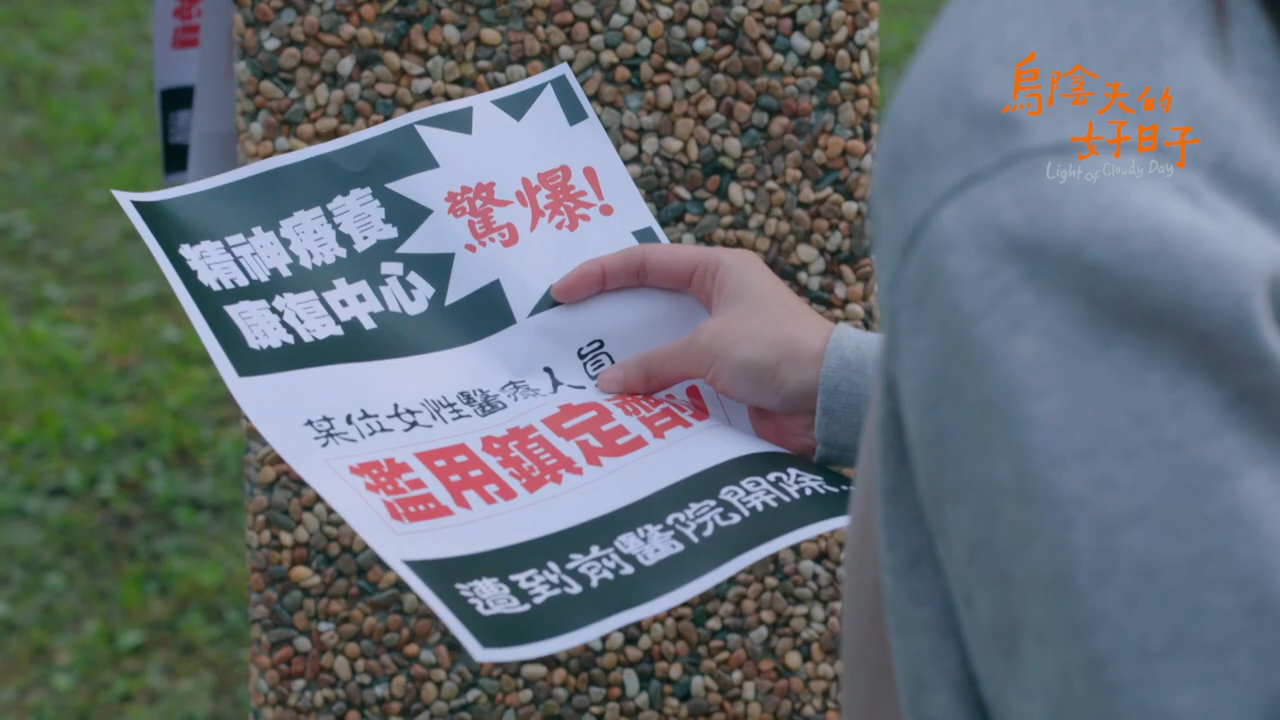 烏陰天的
好日子
Light of Cloudy Day
精神療養
康復中心
驚爆!
某位女性醫療人員
濫用鎮定劑
遭到前醫院開除